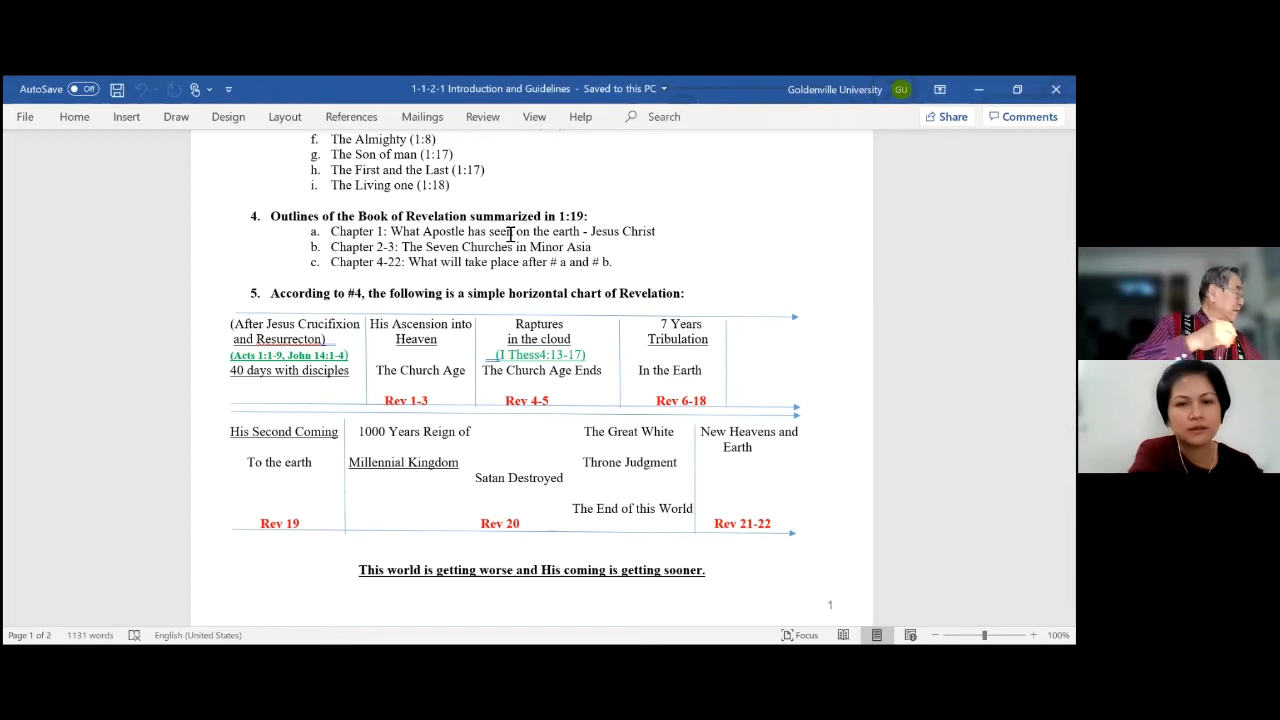 AutoSave Off 1-1-2-1 Introduction and Guidelines - Saved to this PC Goldenville University GU
File Home Insert Draw Design Layout References Mailings Review View Help Search Share Comments
f. The Almighty (1:8)
g. The Son of man (1:17)
h. The First and the Last (1:17)
i. The Living one (1:18)
4. Outlines of the Book of Revelation summarized in 1:19:
a. Chapter 1: What Apostle has seen on the earth - Jesus Christ
b. Chapter 2-3: The Seven Churches in Minor Asia
c. Chapter 4-22: What will take place after # a and # b.
5. According to #4, the following is a simple horizontal chart of Revelation:
(After Jesus Crucifixion His Ascension into Raptures 7 Years
and Resurrecton) Heaven in the cloud Tribulation
(Acts 1:1-9, John 14:1-4) (I Thess4:13-17)
40 days with disciples The Church Age The Church Age Ends In the Earth
Rev 1-3 Rev 4-5 Rev 6-18
His Second Coming 1000 Years Reign of The Great White New Heavens and
Earth
To the earth Millennial Kingdom Throne Judgment
Satan Destroyed
The End of this World
Rev 19 Rev 20 Rev 21-22
This world is getting worse and His coming is getting sooner.
1
Page 1 of 2 1131 words English (United States) Focus 100%